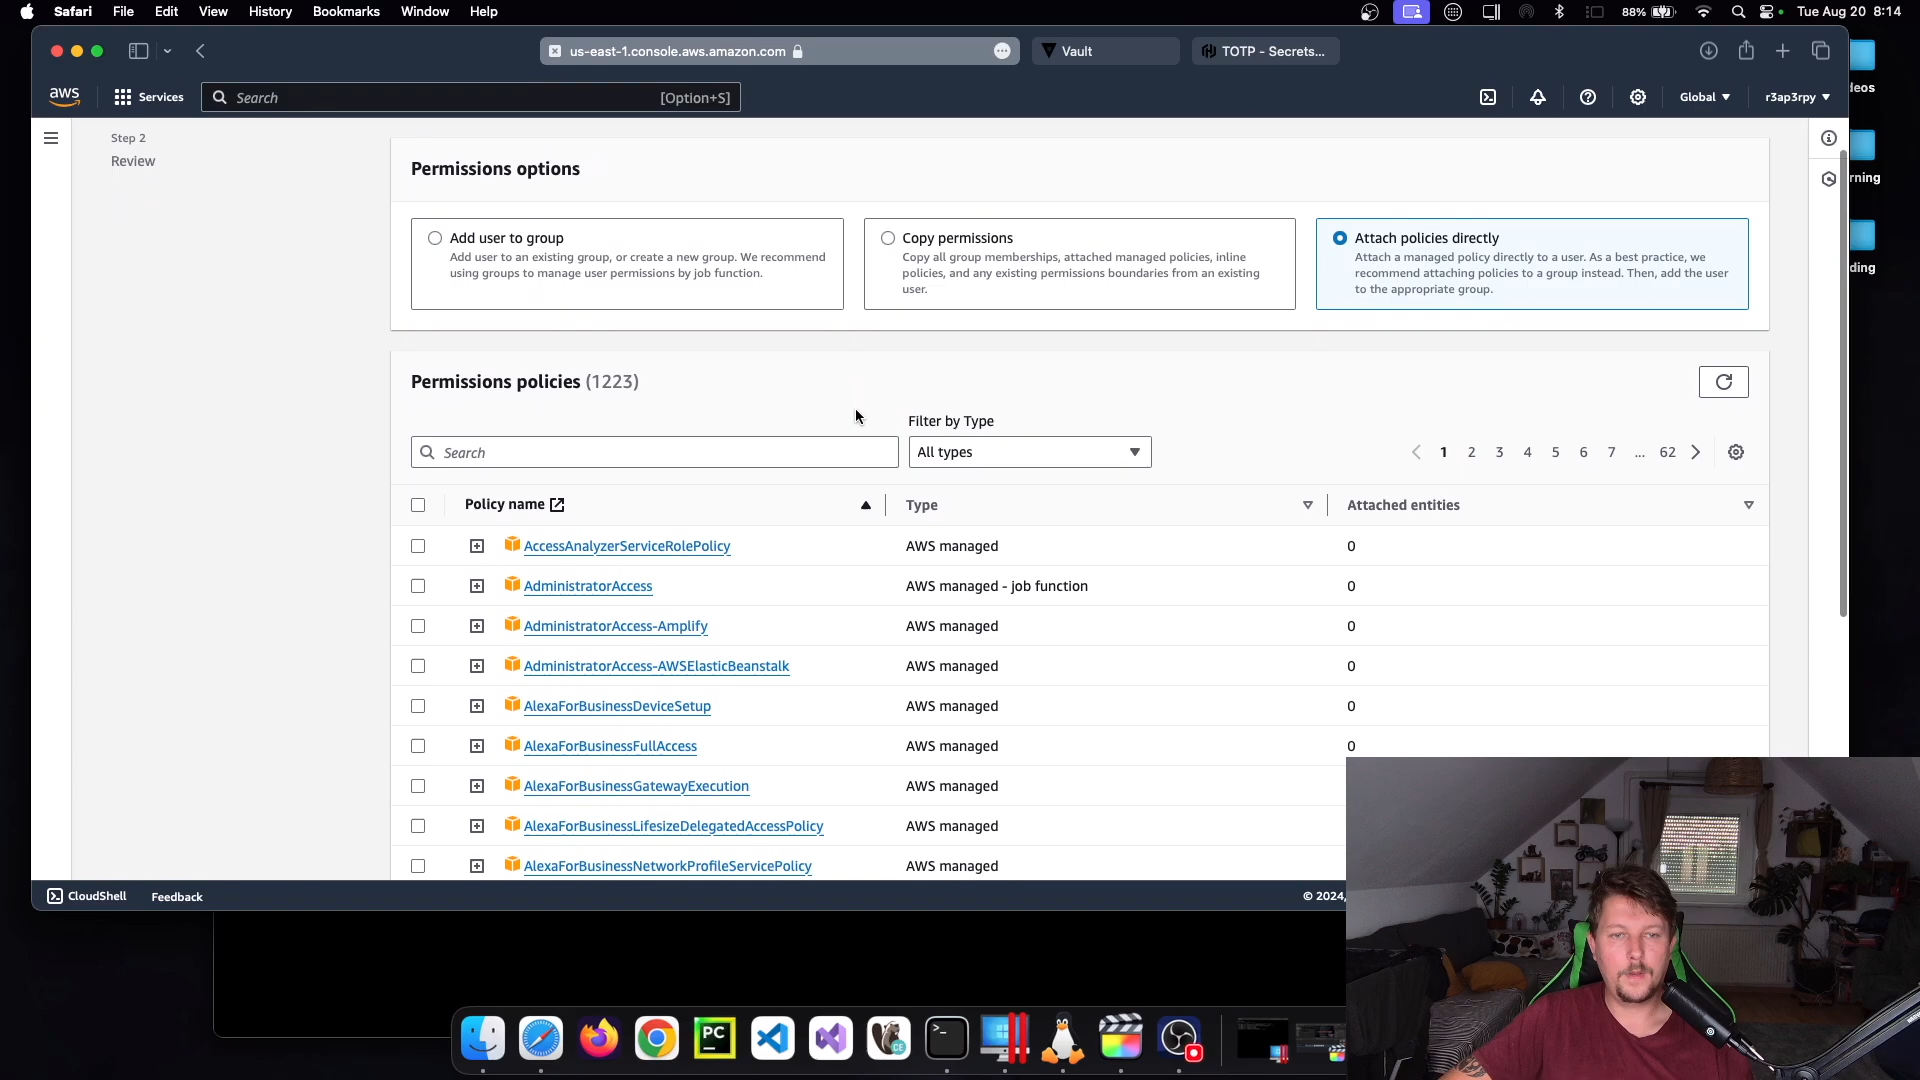 Safari File Edit View History Bookmarks Window Help
88% Tue Aug 20 8:14
us-east-1.console.aws.amazon.com
Vault
TOTP - Secrets...
aws
Services
Search
[Option+S]
Global
r3ap3rpy
Step 2
Review
Permissions options
Add user to group
Add user to an existing group, or create a new group. We recommend
using groups to manage user permissions by job function.
Copy permissions
Copy all group memberships, attached managed policies, inline
policies, and any existing permissions boundaries from an existing
user.
Attach policies directly
Attach a managed policy directly to a user. As a best practice, we
recommend attaching policies to a group instead. Then, add the user
to the appropriate group.
Permissions policies (1223)
Filter by Type
Search
All types
1 2 3 4 5 6 7 ... 62
Policy name Type Attached entities
AccessAnalyzerServiceRolePolicy AWS managed 0
AdministratorAccess AWS managed - job function 0
AdministratorAccess-Amplify AWS managed 0
AdministratorAccess-AWSElasticBeanstalk AWS managed 0
AlexaForBusinessDeviceSetup AWS managed 0
AlexaForBusinessFullAccess AWS managed 0
AlexaForBusinessGatewayExecution AWS managed
AlexaForBusinessLifesizeDelegatedAccessPolicy AWS managed
AlexaForBusinessNetworkProfileServicePolicy AWS managed
CloudShell Feedback © 2024,
leos
rning
ding
PC
CE